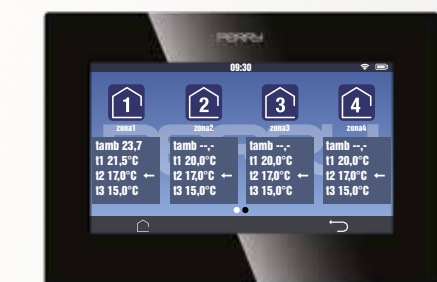 PERRY
09:30
1 2 3 4
zona1 zona2 zona3 zona4
tamb 23,7 tamb --,- tamb --,- tamb --,-
t1 21,5°C t1 20,0°C t1 20,0°C t1 20,0°C
t2 17,0°C ← t2 17,0°C ← t2 17,0°C ← t2 17,0°C ←
t3 15,0°C t3 15,0°C t3 15,0°C t3 15,0°C